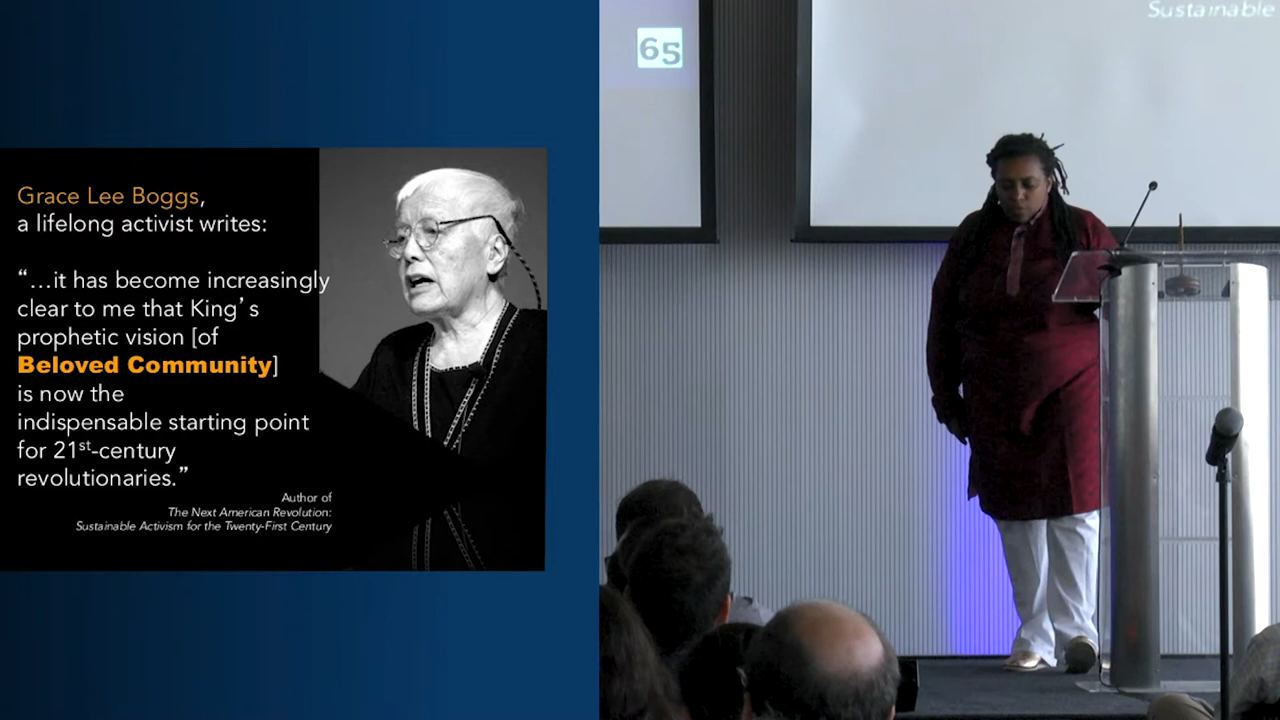 Grace Lee Boggs,
a lifelong activist writes:
“...it has become increasingly
clear to me that King’s
prophetic vision [of
Beloved Community]
is now the
indispensable starting point
for 21st-century
revolutionaries.”
Author of
The Next American Revolution:
Sustainable Activism for the Twenty-First Century
65
Sustainable